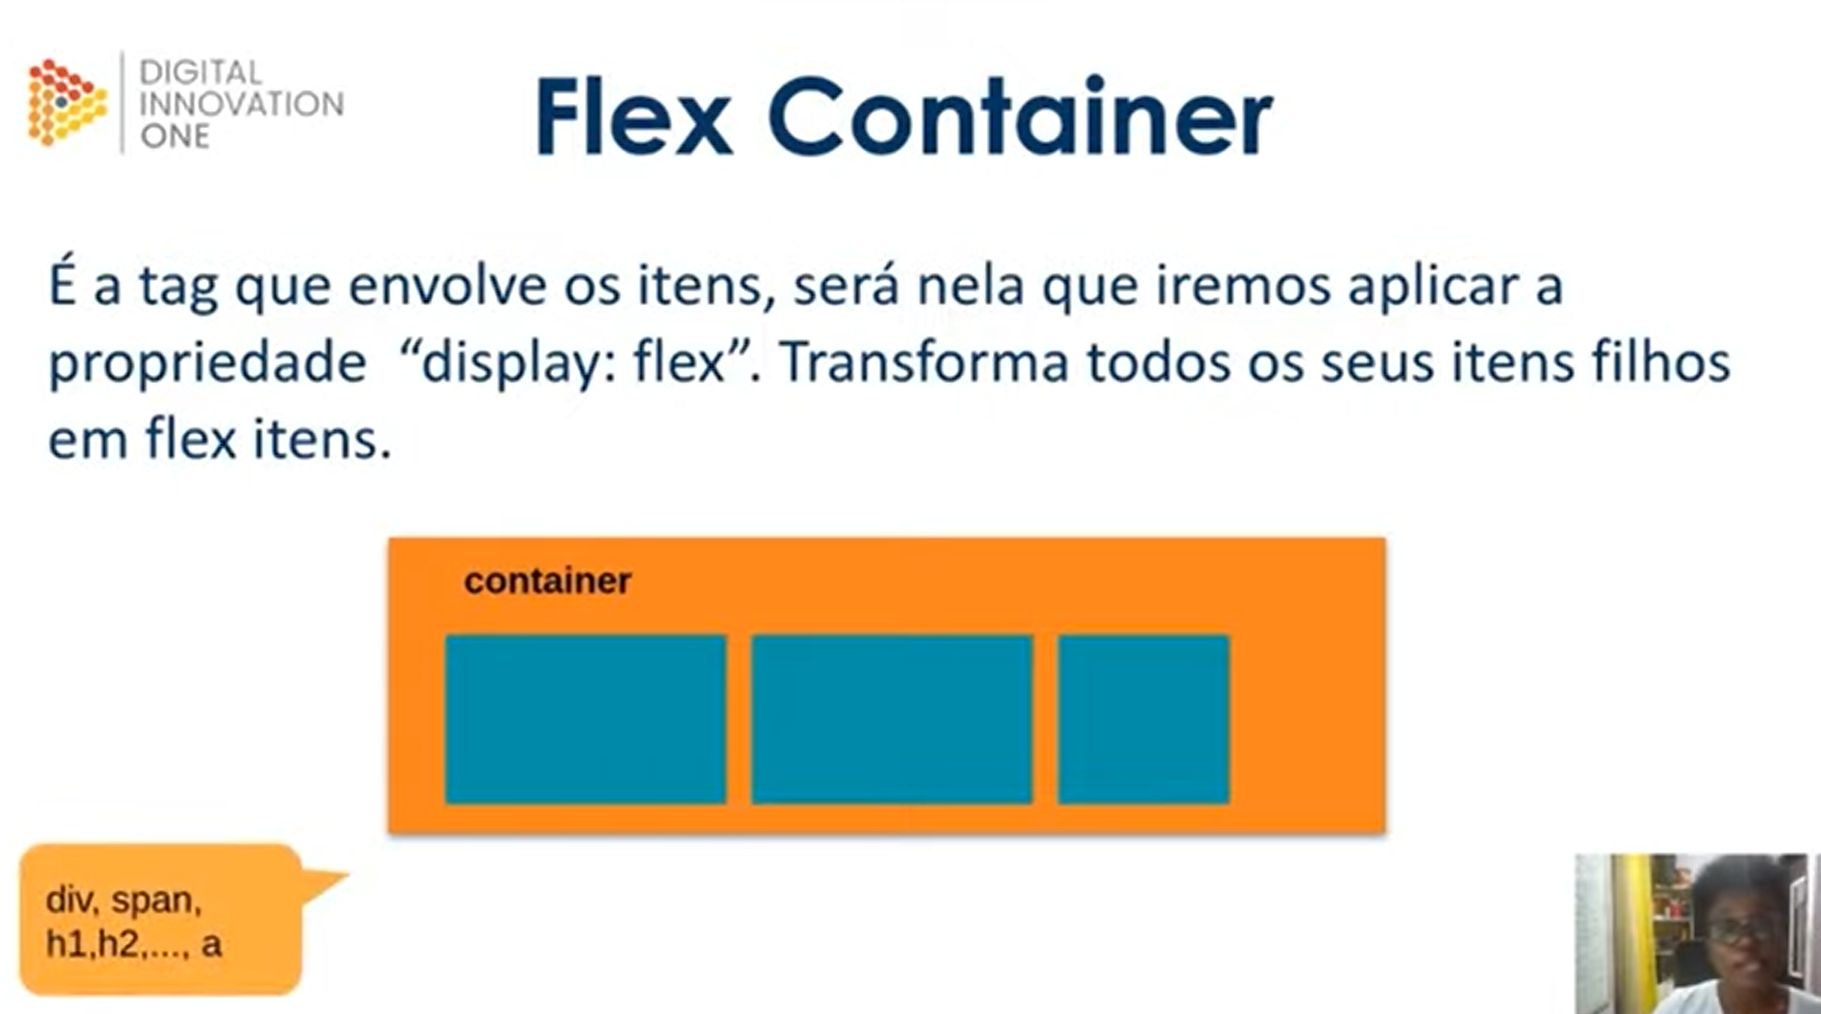 DIGITAL
INNOVATION
ONE
Flex Container
É a tag que envolve os itens, será nela que iremos aplicar a
propriedade “display: flex”. Transforma todos os seus itens filhos
em flex itens.
container
div, span,
h1,h2,..., a